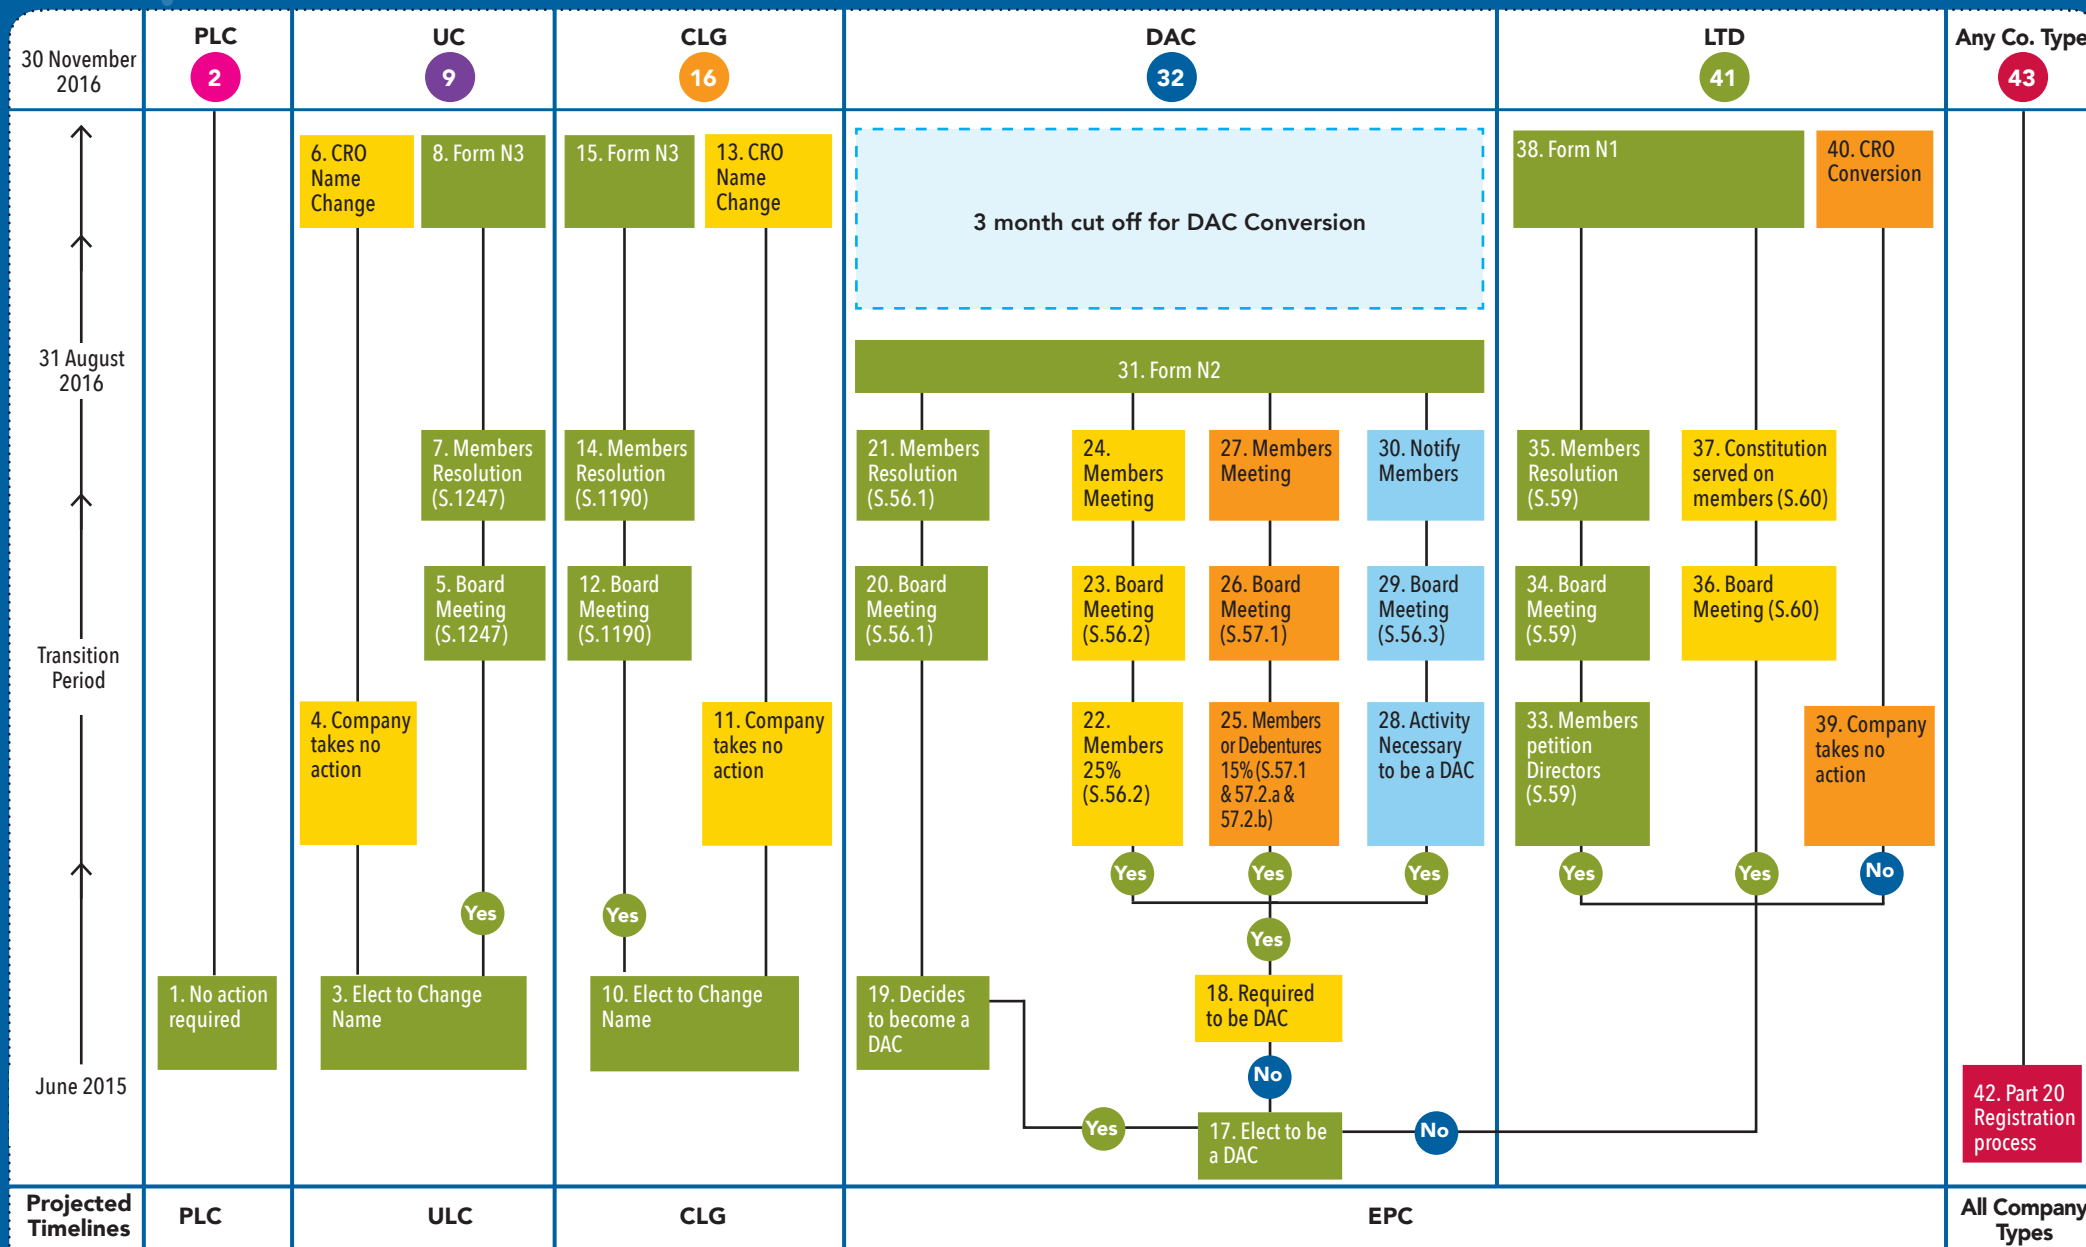 30 November
2016
PLC
2
UC
9
CLG
16
DAC
32
LTD
41
Any Co. Type
43
6. CRO
Name
Change
8. Form N3
15. Form N3
13. CRO
Name
Change
3 month cut off for DAC Conversion
38. Form N1
40. CRO
Conversion
31 August
2016
31. Form N2
7. Members
Resolution
(S.1247)
14. Members
Resolution
(S.1190)
21. Members
Resolution
(S.56.1)
24.
Members
Meeting
27. Members
Meeting
30. Notify
Members
35. Members
Resolution
(S.59)
37. Constitution
served on
members (S.60)
5. Board
Meeting
(S.1247)
12. Board
Meeting
(S.1190)
20. Board
Meeting
(S.56.1)
23. Board
Meeting
(S.56.2)
26. Board
Meeting
(S.57.1)
29. Board
Meeting
(S.56.3)
34. Board
Meeting
(S.59)
36. Board
Meeting (S.60)
Transition
Period
4. Company
takes no
action
11. Company
takes no
action
22.
Members
25%
(S.56.2)
25. Members
or Debentures
15% (S.57.1
& 57.2.a &
57.2.b)
28. Activity
Necessary
to be a DAC
33. Members
petition
Directors
(S.59)
39. Company
takes no
action
Yes
Yes
Yes
Yes
Yes
No
Yes
Yes
Yes
1. No action
required
3. Elect to Change
Name
10. Elect to Change
Name
19. Decides
to become a
DAC
18. Required
to be DAC
No
June 2015
Yes
17. Elect to be
a DAC
No
42. Part 20
Registration
process
Projected
Timelines
PLC
ULC
CLG
EPC
All Company
Types